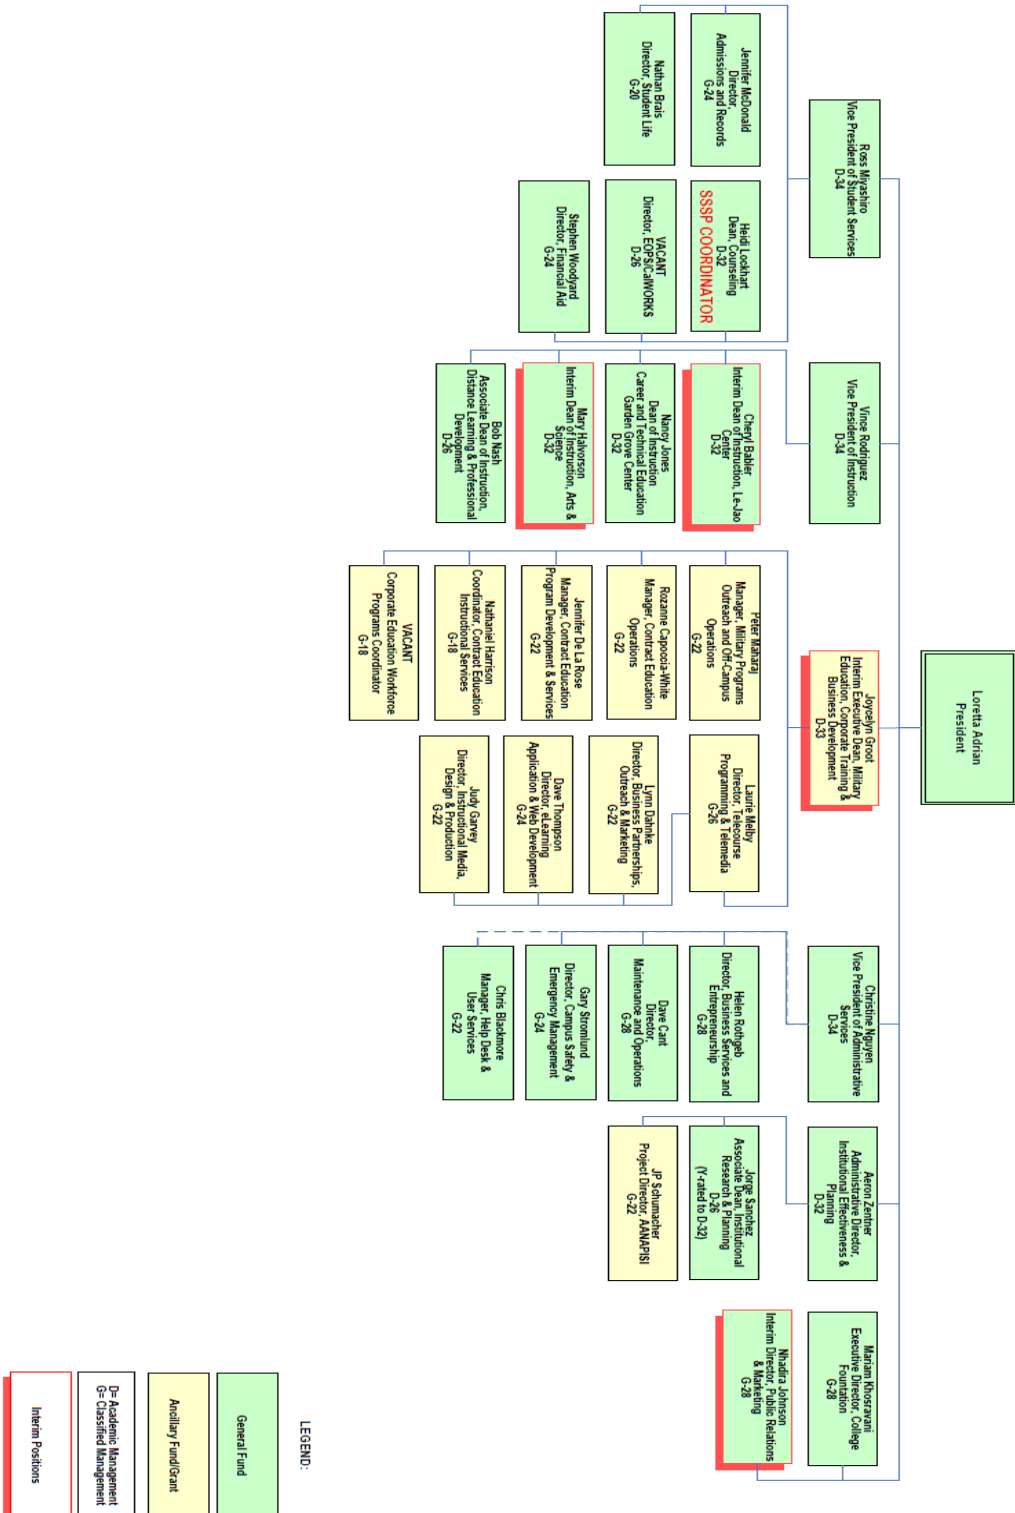 Loretta Adrian
President
Ross Miyashiro
Vice President of Student Services
D-34
Jennifer McDonald
Director,
Admissions and Records
G-24
Nathan Brais
Director, Student Life
G-20
Heidi Lockhart
Dean, Counseling
D-32
SSSP COORDINATOR
VACANT
Director, EOPS/CalWORKS
D-26
Stephen Woodyard
Director, Financial Aid
G-24
Vince Rodriguez
Vice President of Instruction
D-34
Cheryl Babler
Interim Dean of Instruction, Le-Jao
Center
D-32
Nancy Jones
Dean of Instruction
Career and Technical Education
Garden Grove Center
D-32
Mary Halvorson
Interim Dean of Instruction, Arts &
Science
D-32
Bob Nash
Associate Dean of Instruction,
Distance Learning & Professional
Development
D-26
Joycelyn Groot
Interim Executive Dean, Military
Education, Corporate Training &
Business Development
D-33
Peter Maharaj
Manager, Military Programs
Outreach and Off-Campus
Operations
G-22
Rozanne Capoccia-White
Manager, Contract Education
Operations
G-22
Jennifer De La Rose
Manager, Contract Education
Program Development & Services
G-22
Nathaniel Harrison
Coordinator, Contract Education
Instructional Services
G-18
VACANT
Corporate Education Workforce
Programs Coordinator
G-18
Laurie Melby
Director, Telecourse
Programming & Telemedia
G-26
Lynn Dahnke
Director, Business Partnerships,
Outreach & Marketing
G-22
Dave Thompson
Director, eLearning
Application & Web Development
G-24
Judy Garvey
Director, Instructional Media,
Design & Production
G-22
Christine Nguyen
Vice President of Administrative
Services
D-34
Helen Rothgeb
Director, Business Services and
Entrepreneurship
G-28
Dave Cant
Director,
Maintenance and Operations
G-28
Gary Stromlund
Director, Campus Safety &
Emergency Management
G-24
Chris Blackmore
Manager, Help Desk &
User Services
G-22
Aeron Zentner
Administrative Director,
Institutional Effectiveness &
Planning
D-32
Jorge Sanchez
Associate Dean, Institutional
Research & Planning
D-26
(Y-rated to D-32)
JP Schumacher
Project Director, AANAPISI
G-22
Mariam Khosravani
Executive Director, College
Fountation
G-28
Nhadira Johnson
Interim Director, Public Relations
& Marketing
G-28
LEGEND:
General Fund
Ancillary Fund/Grant
D= Academic Management
G= Classified Management
Interim Positions